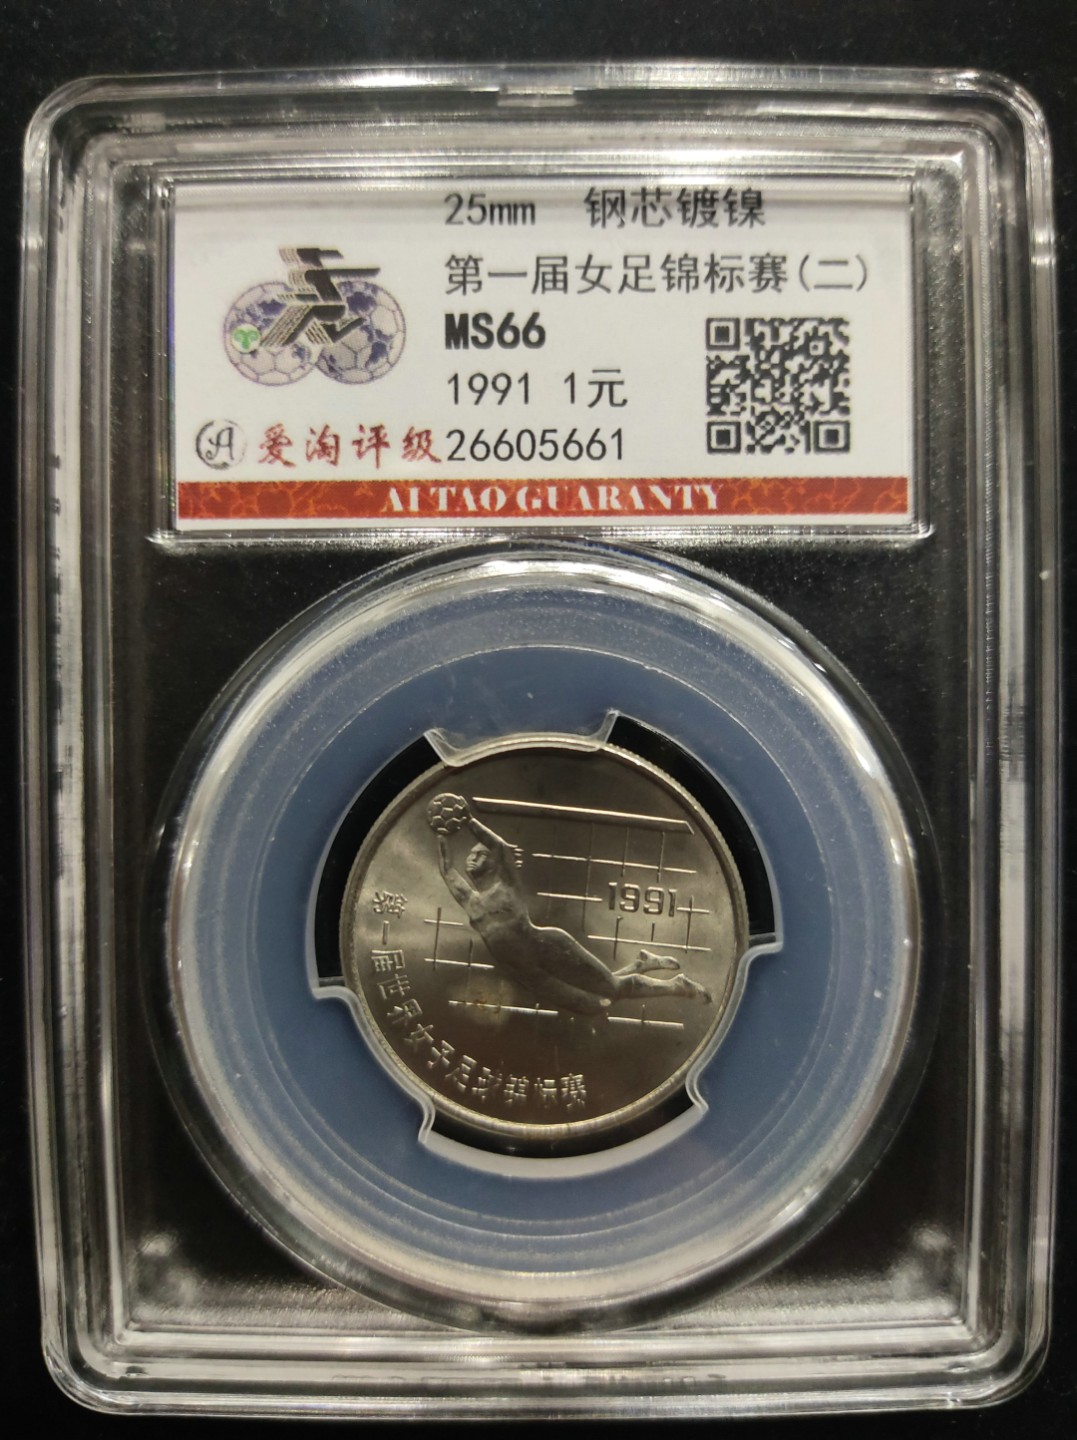 25mm 钢芯镀镍
第一届女足锦标赛(二)
MS66
1991 1元
爱淘评级 26605661
AI TAO GUARANTY
1991
第一届世界女子足球锦标赛